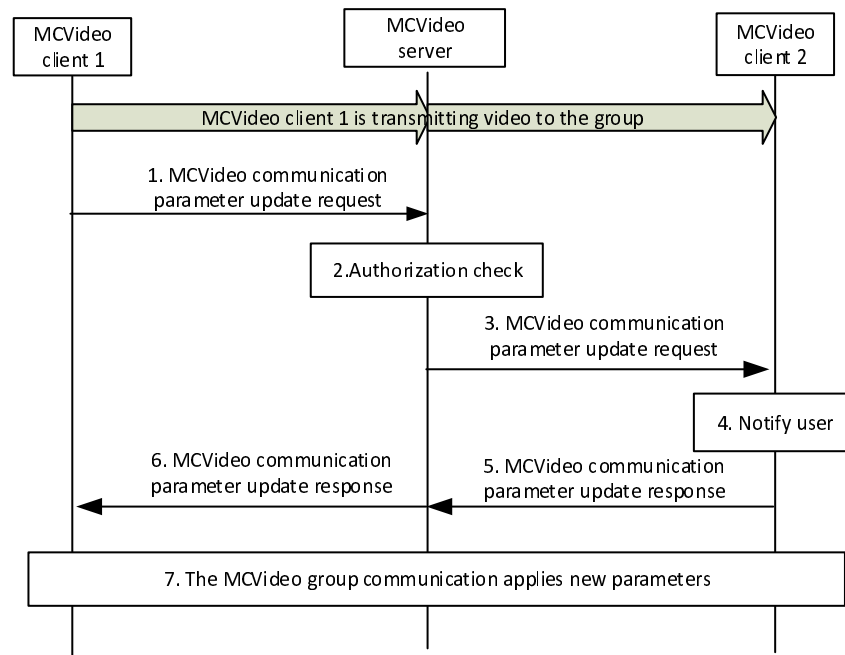 MCVideo
client 1
MCVideo
server
MCVideo
client 2
MCVideo client 1 is transmitting video to the group
1. MCVideo communication
parameter update request
2.Authorization check
3. MCVideo communication
parameter update request
4. Notify user
6. MCVideo communication
parameter update response
5. MCVideo communication
parameter update response
7. The MCVideo group communication applies new parameters